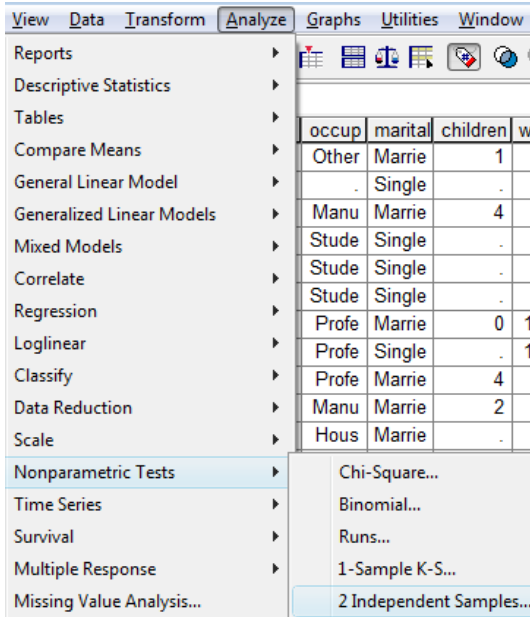 View Data Transform Analyze Graphs Utilities Window
Reports
Descriptive Statistics
Tables
Compare Means
General Linear Model
Generalized Linear Models
Mixed Models
Correlate
Regression
Loglinear
Classify
Data Reduction
Scale
Nonparametric Tests
Time Series
Survival
Multiple Response
Missing Value Analysis...
occup marital children w
Other Marrie 1
. Single .
Manu Marrie 4
Stude Single .
Stude Single .
Stude Single .
Profe Marrie 0 1
Profe Single . 1
Profe Marrie 4
Manu Marrie 2
Hous Marrie .
Chi-Square...
Binomial...
Runs...
1-Sample K-S...
2 Independent Samples...